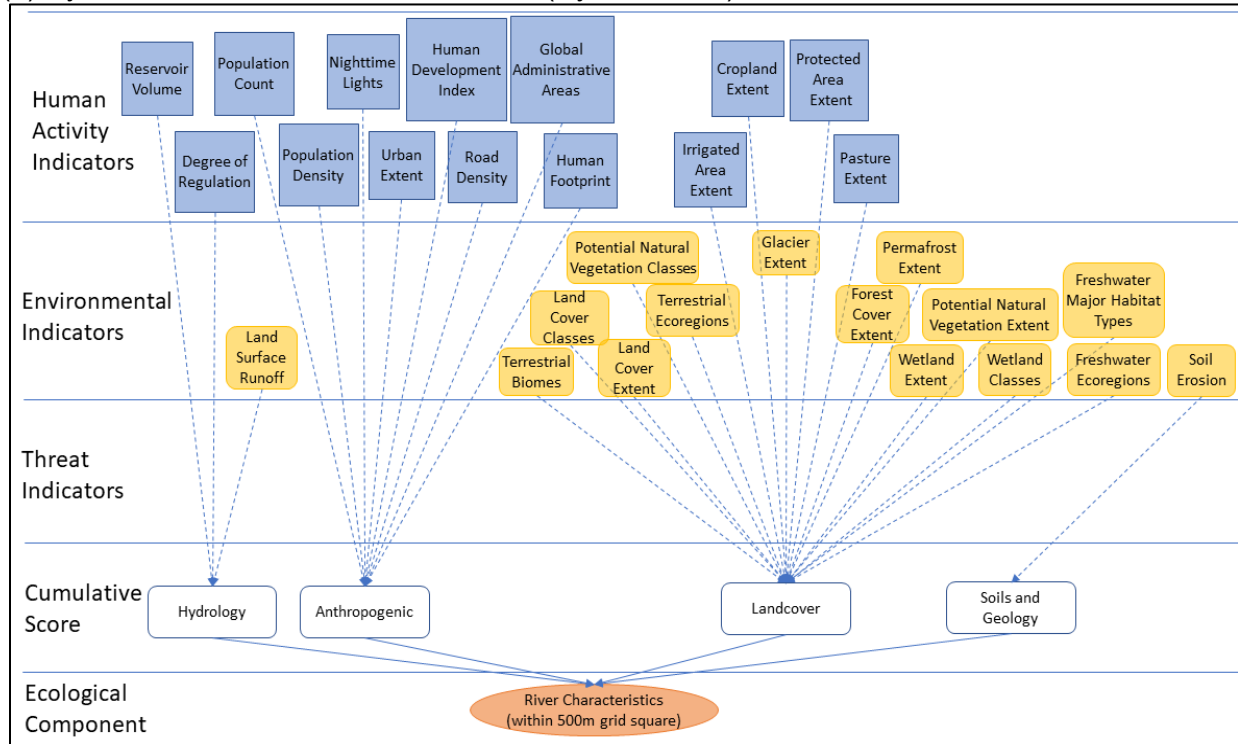 Human
Activity
Indicators
Reservoir
Volume
Population
Count
Nighttime
Lights
Human
Development
Index
Global
Administrative
Areas
Cropland
Extent
Protected
Area
Extent
Degree of
Regulation
Population
Density
Urban
Extent
Road
Density
Human
Footprint
Irrigated
Area
Extent
Pasture
Extent
Environmental
Indicators
Land
Surface
Runoff
Potential Natural
Vegetation Classes
Glacier
Extent
Permafrost
Extent
Freshwater
Major Habitat
Types
Land
Cover
Classes
Terrestrial
Ecoregions
Forest
Cover
Extent
Potential Natural
Vegetation Extent
Terrestrial
Biomes
Land
Cover
Extent
Wetland
Extent
Wetland
Classes
Freshwater
Ecoregions
Soil
Erosion
Threat
Indicators
Cumulative
Score
Hydrology
Anthropogenic
Landcover
Soils and
Geology
Ecological
Component
River Characteristics
(within 500m grid square)